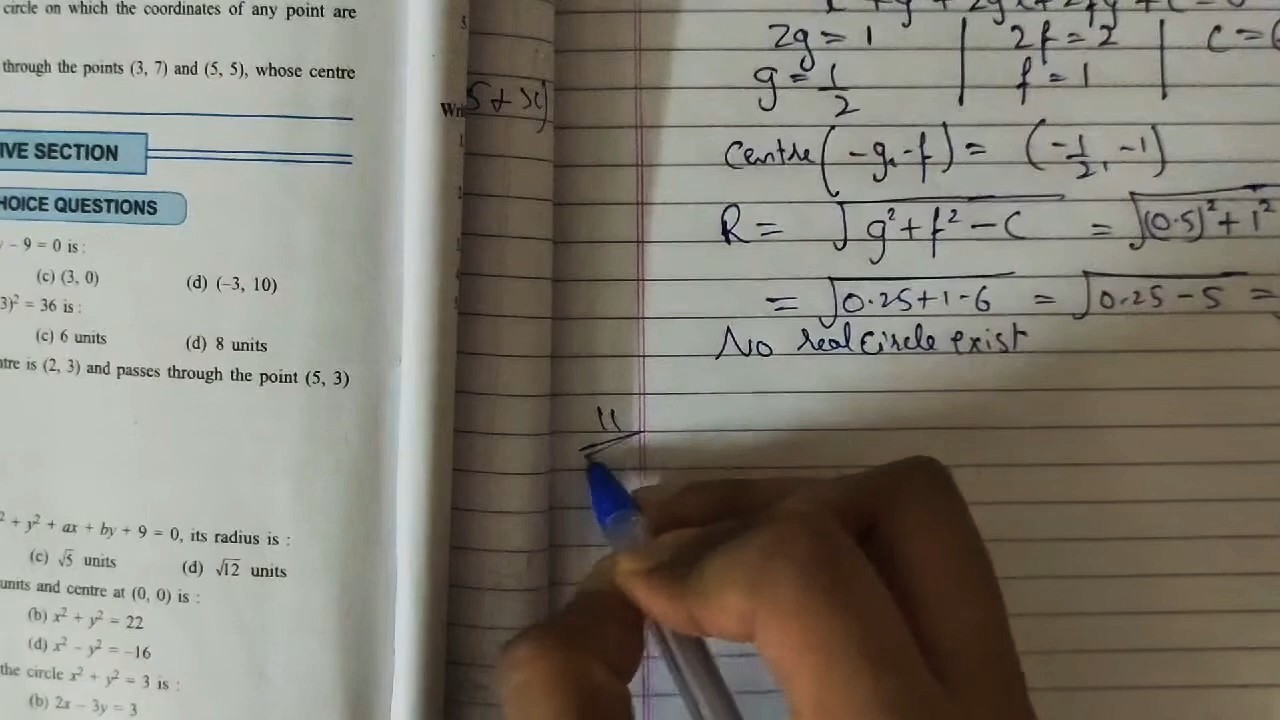 circle on which the coordinates of any point are
through the points (3, 7) and (5, 5), whose centre
IVE SECTION
HOICE QUESTIONS
- 9 = 0 is :
(c) (3, 0) (d) (–3, 10)
3)² = 36 is :
(c) 6 units (d) 8 units
tre is (2, 3) and passes through the point (5, 3)
² + y² + ax + by + 9 = 0, its radius is :
(c) √5 units (d) √12 units
units and centre at (0, 0) is :
(b) x² + y² = 22
(d) x² – y² = –16
the circle x² + y² = 3 is :
(b) 2x – 3y = 3
Wri
2g = 1 | 2f = 2 | c = 6
g = 1/2 | f = 1
Centre (-g, -f) = (-1/2, -1)
R = √g² + f² - c = √(0.5)² + 1²
= √0.25+1-6 = √0.25-5 =
No real circle exist
11